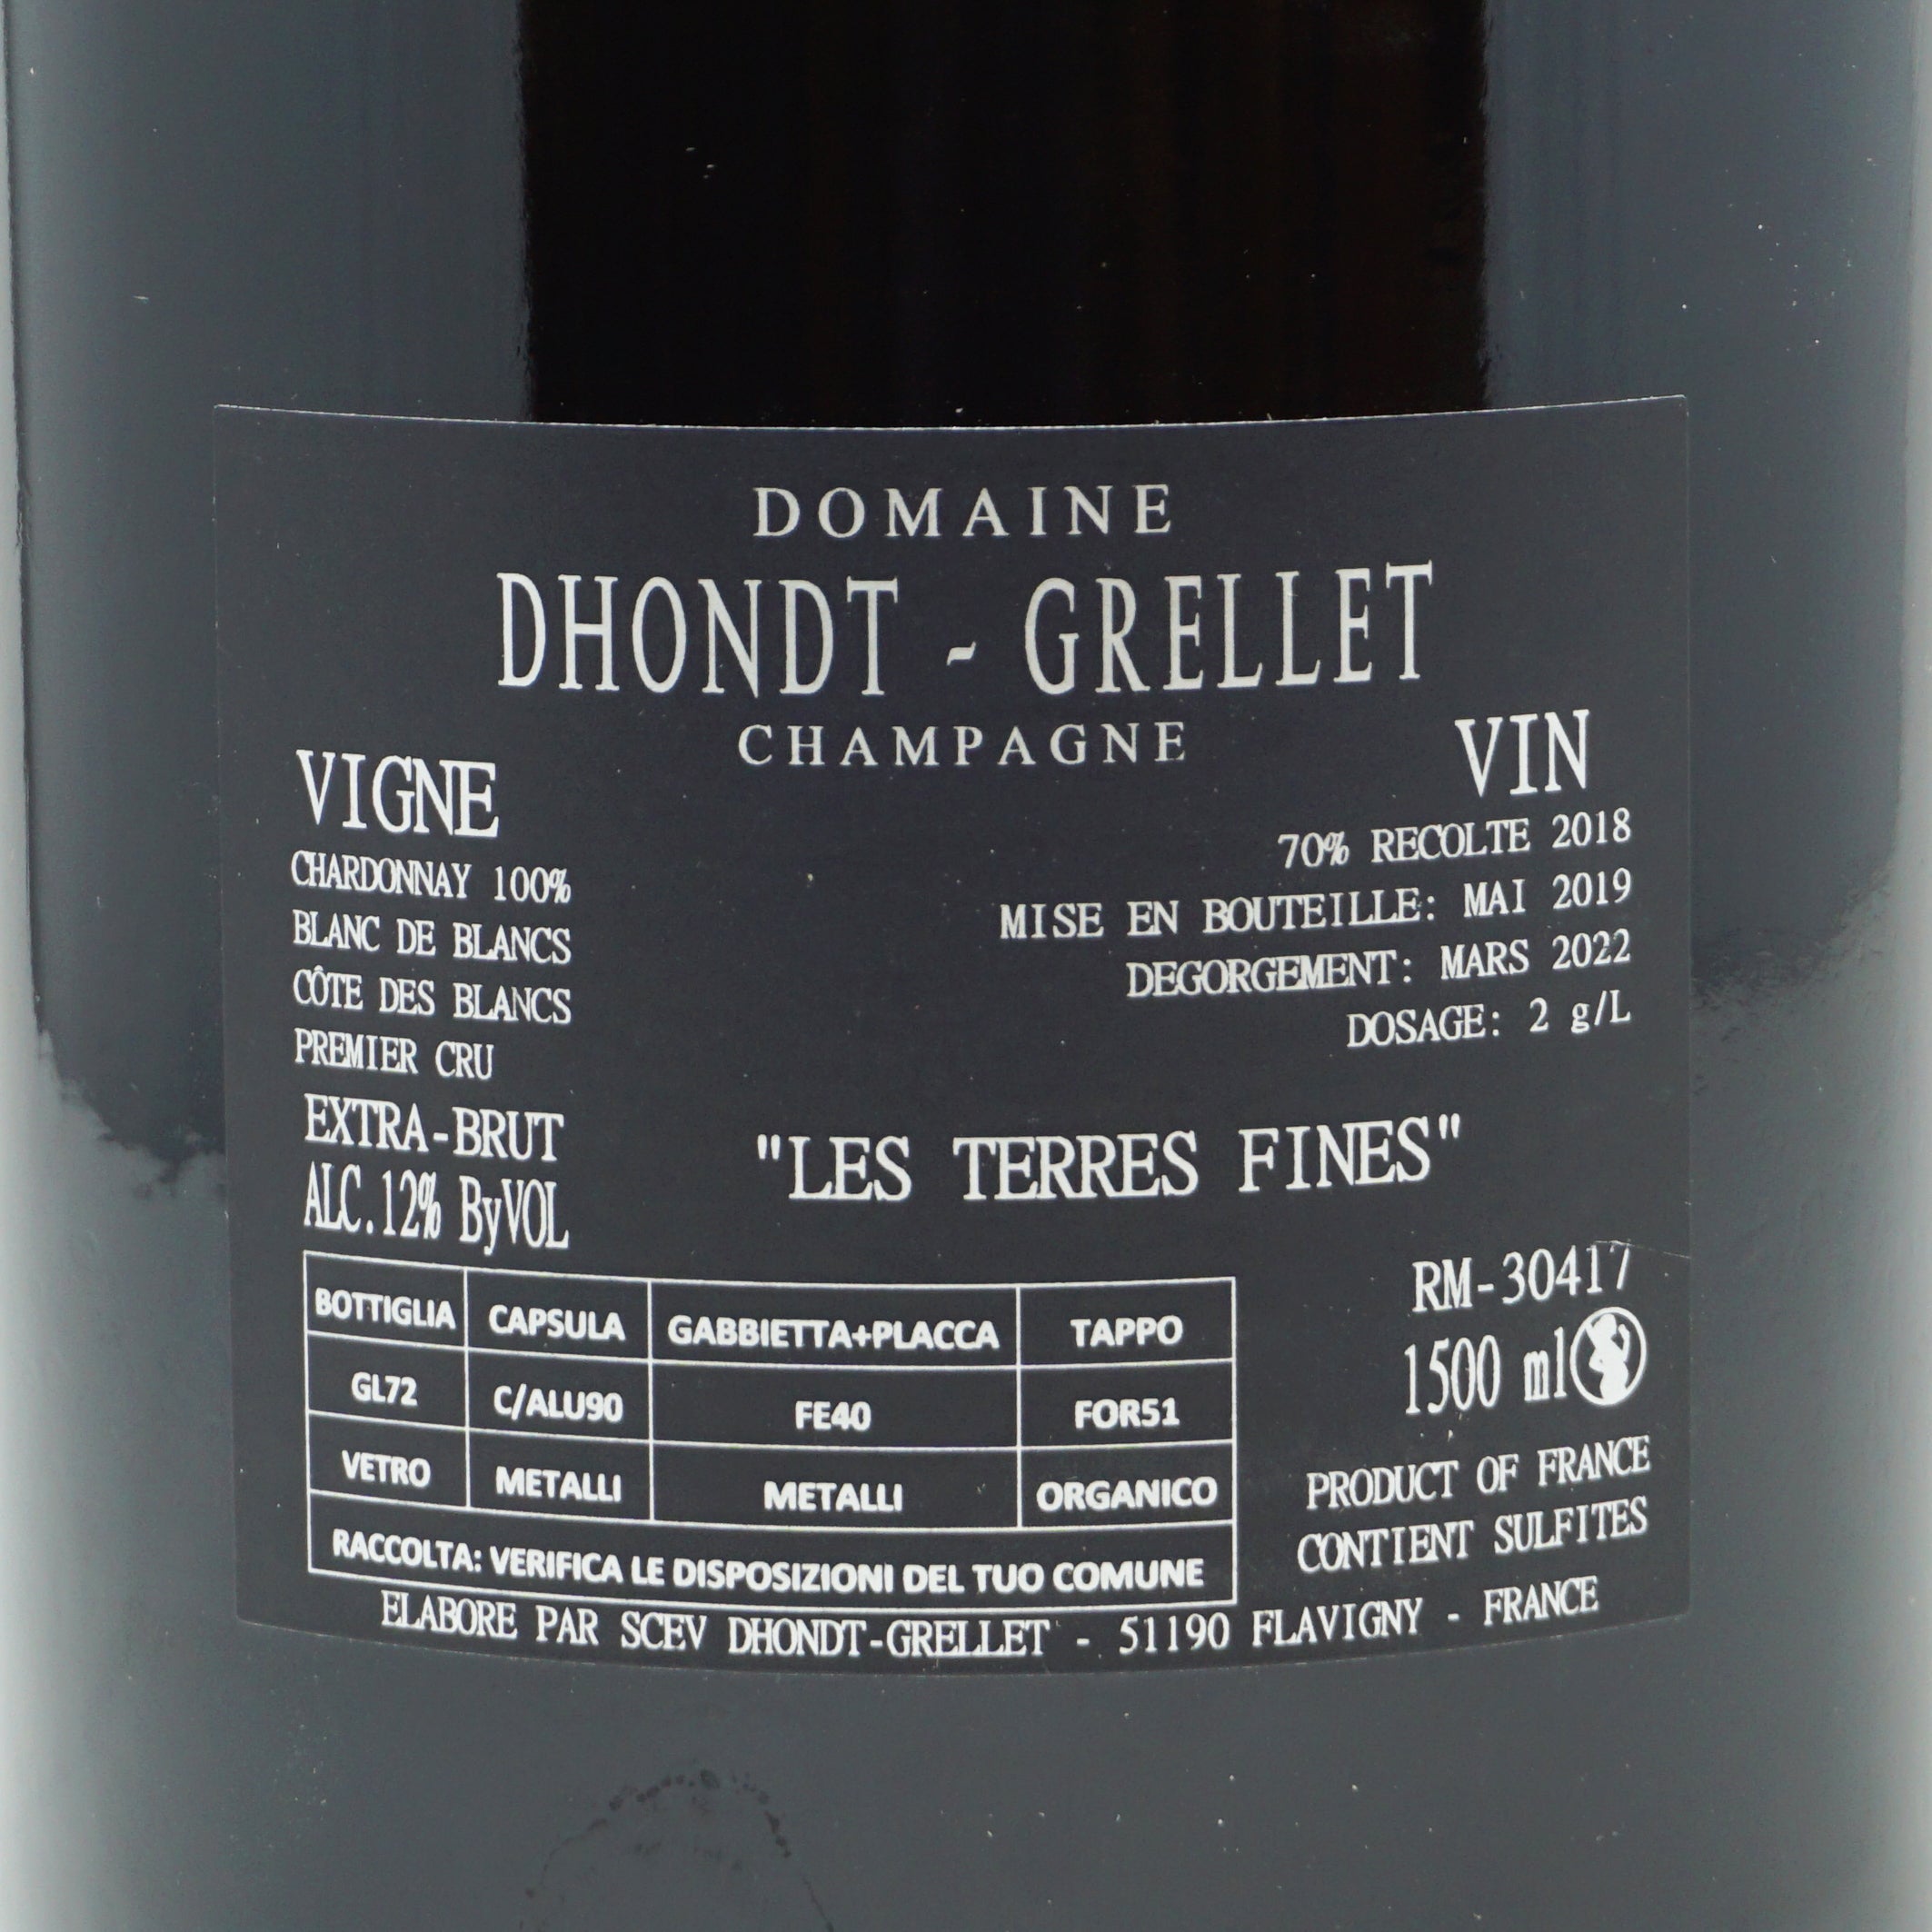 DOMAINE
DHONDT - GRELLET
CHAMPAGNE
VIGNE
CHARDONNAY 100%
BLANC DE BLANCS
CÔTE DES BLANCS
PREMIER CRU
EXTRA-BRUT
ALC.12% ByVOL
VIN
70% RECOLTE 2018
MISE EN BOUTEILLE: MAI 2019
DEGORGEMENT: MARS 2022
DOSAGE: 2 g/L
"LES TERRES FINES"
BOTTIGLIA CAPSULA GABBIETTA+PLACCA TAPPO
GL72 C/ALU90 FE40 FOR51
VETRO METALLI METALLI ORGANICO
RACCOLTA: VERIFICA LE DISPOSIZIONI DEL TUO COMUNE
RM-30417
1500 ml
PRODUCT OF FRANCE
CONTIENT SULFITES
ELABORE PAR SCEV DHONDT-GRELLET - 51190 FLAVIGNY - FRANCE